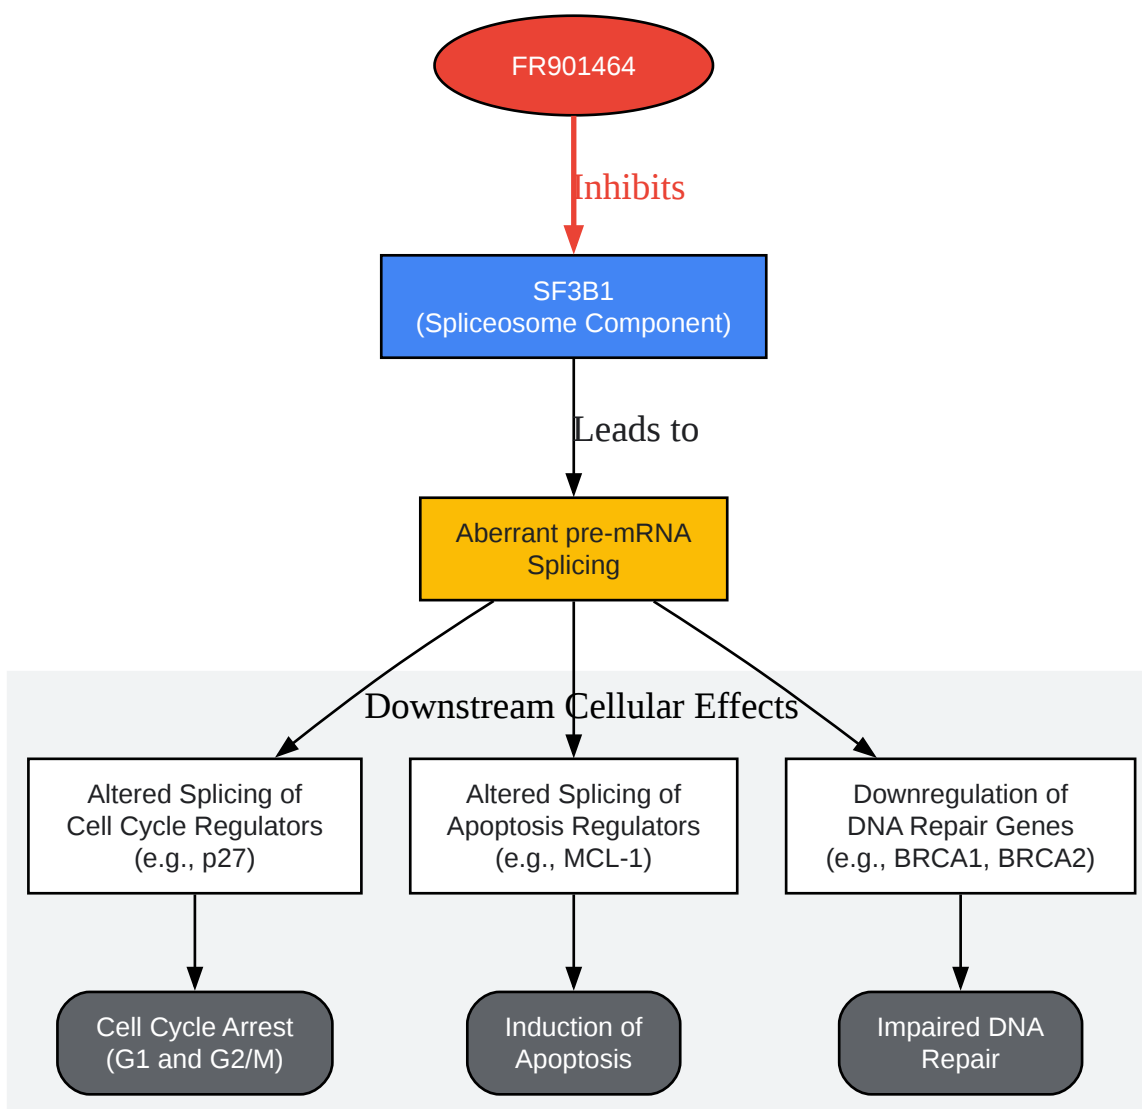 FR901464
Inhibits
SF3B1
(Spliceosome Component)
Leads to
Aberrant pre-mRNA
Splicing
Downstream Cellular Effects
Altered Splicing of
Cell Cycle Regulators
(e.g., p27)
Altered Splicing of
Apoptosis Regulators
(e.g., MCL-1)
Downregulation of
DNA Repair Genes
(e.g., BRCA1, BRCA2)
Cell Cycle Arrest
(G1 and G2/M)
Induction of
Apoptosis
Impaired DNA
Repair